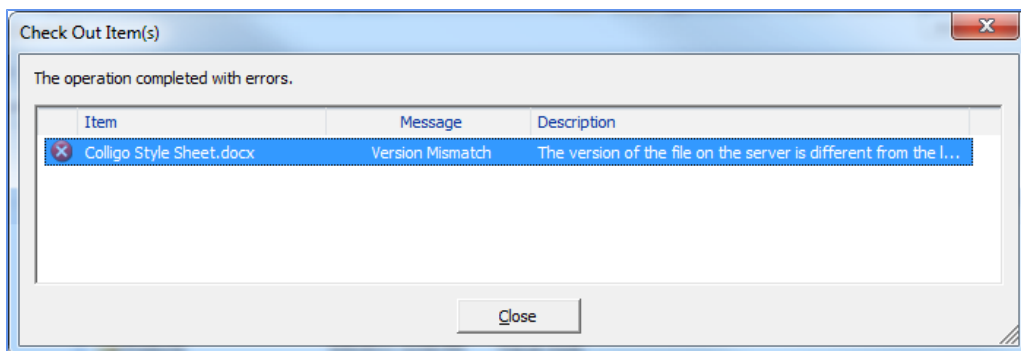 Check Out Item(s)
The operation completed with errors.
Item Message Description
Colligo Style Sheet.docx Version Mismatch The version of the file on the server is different from the l...
Close